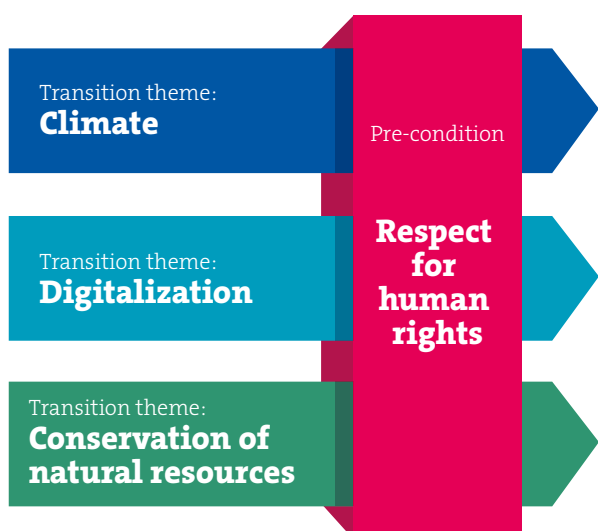 Transition theme:
Climate
Transition theme:
Digitalization
Transition theme:
Conservation of
natural resources
Pre-condition
Respect
for
human
rights